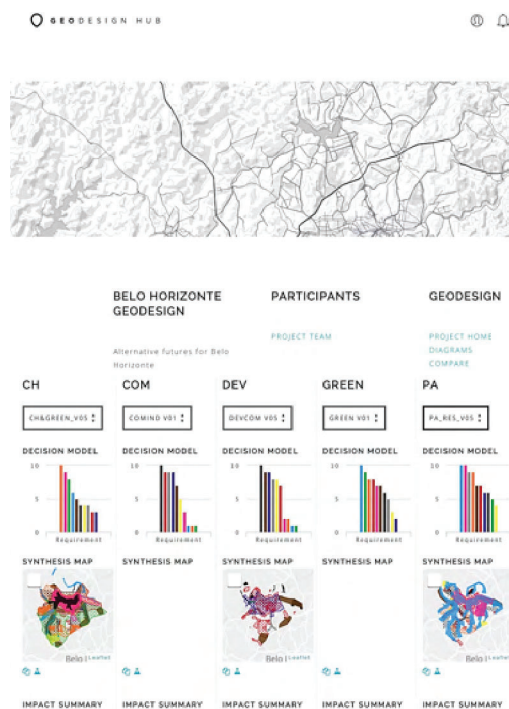 GEODESIGN HUB
BELO HORIZONTE GEODESIGN
PARTICIPANTS
GEODESIGN
Alternative futures for Belo Horizonte
PROJECT TEAM
PROJECT HOME
DIAGRAMS
COMPARE
CH COM DEV GREEN PA
CH&GREEN_V05 COMIND V01 DEVCOM V05 GREEN V01 PA_RES_V05
DECISION MODEL DECISION MODEL DECISION MODEL DECISION MODEL DECISION MODEL
10 10 10 10 10
5 5 5 5 5
0 0 0 0 0
Requirement Requirement Requirement Requirement Requirement
SYNTHESIS MAP SYNTHESIS MAP SYNTHESIS MAP SYNTHESIS MAP SYNTHESIS MAP
Belo Leaflet Belo Leaflet Belo Leaflet
IMPACT SUMMARY IMPACT SUMMARY IMPACT SUMMARY IMPACT SUMMARY IMPACT SUMMARY